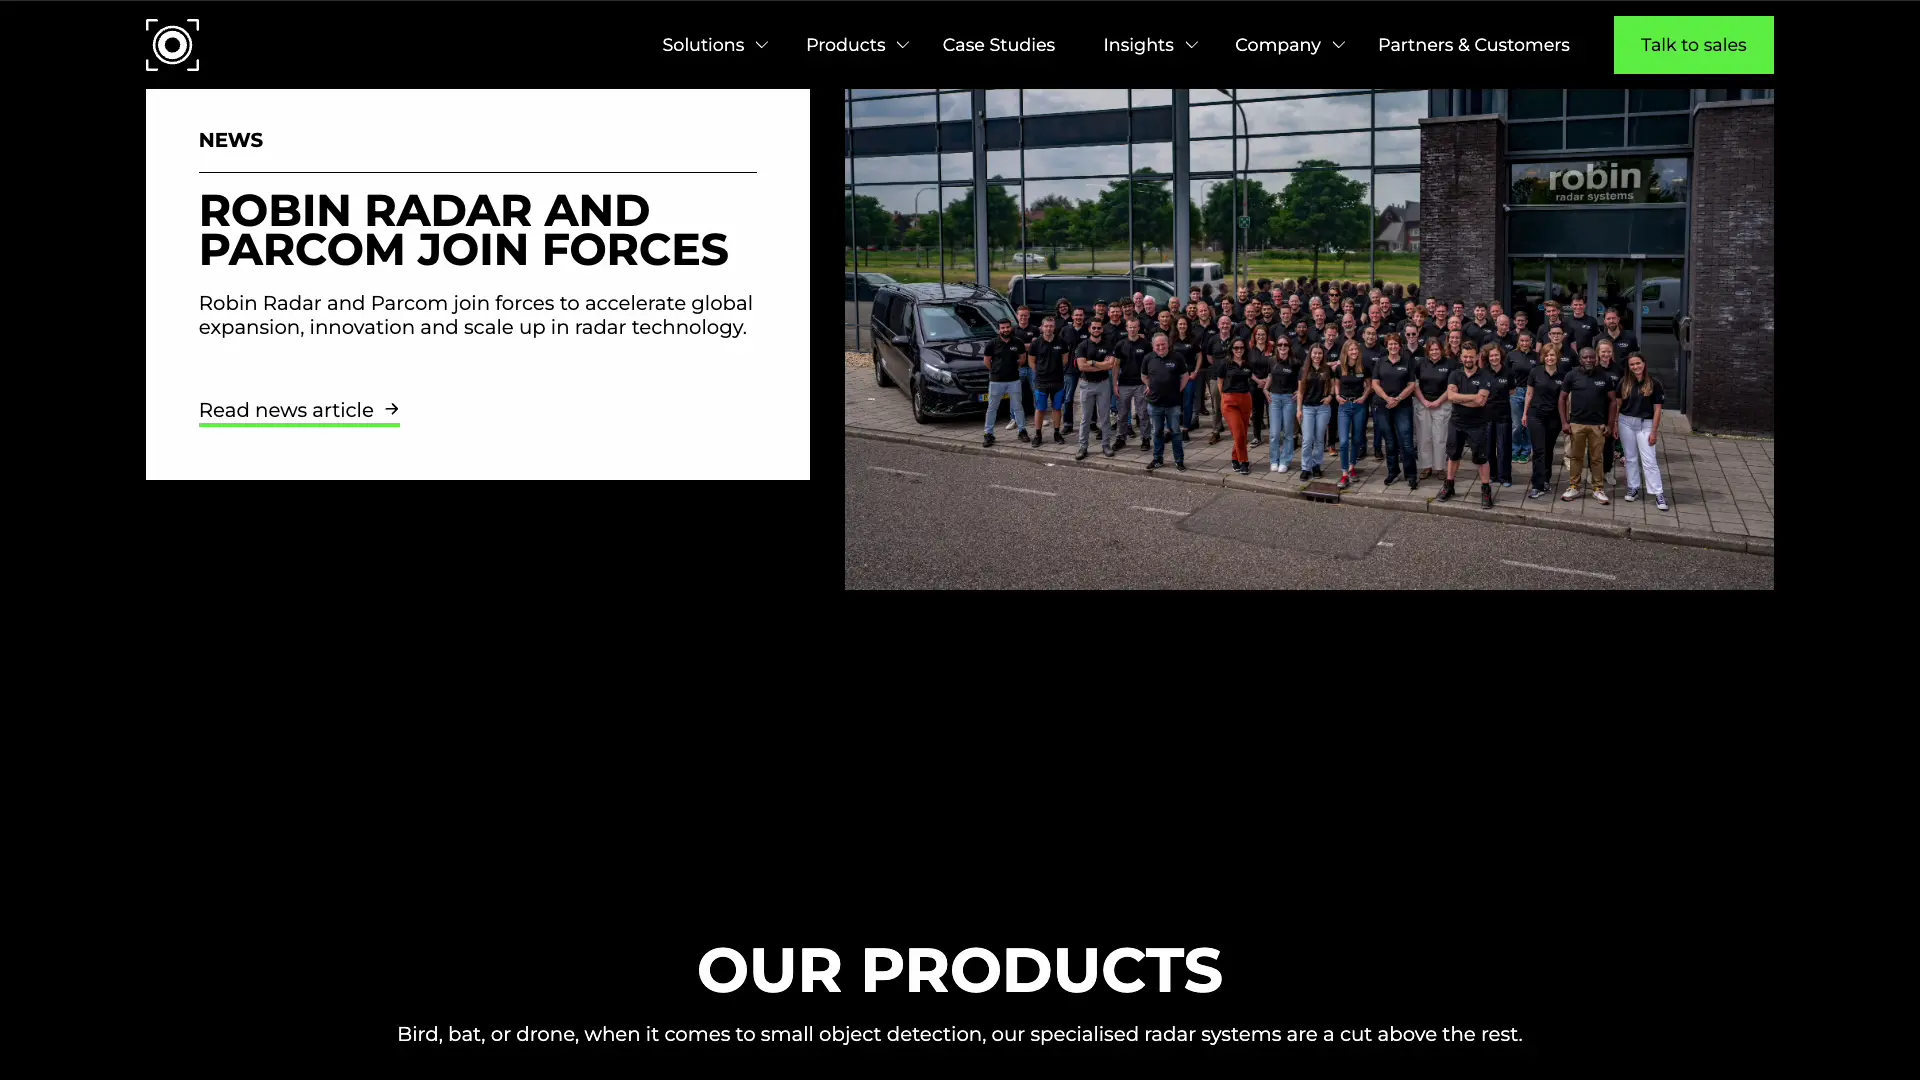 Solutions
Products
Case Studies
Insights
Company
Partners & Customers
Talk to sales
NEWS
ROBIN RADAR AND
PARCOM JOIN FORCES
Robin Radar and Parcom join forces to accelerate global
expansion, innovation and scale up in radar technology.
Read news article
robin
radar systems
OUR PRODUCTS
Bird, bat, or drone, when it comes to small object detection, our specialised radar systems are a cut above the rest.